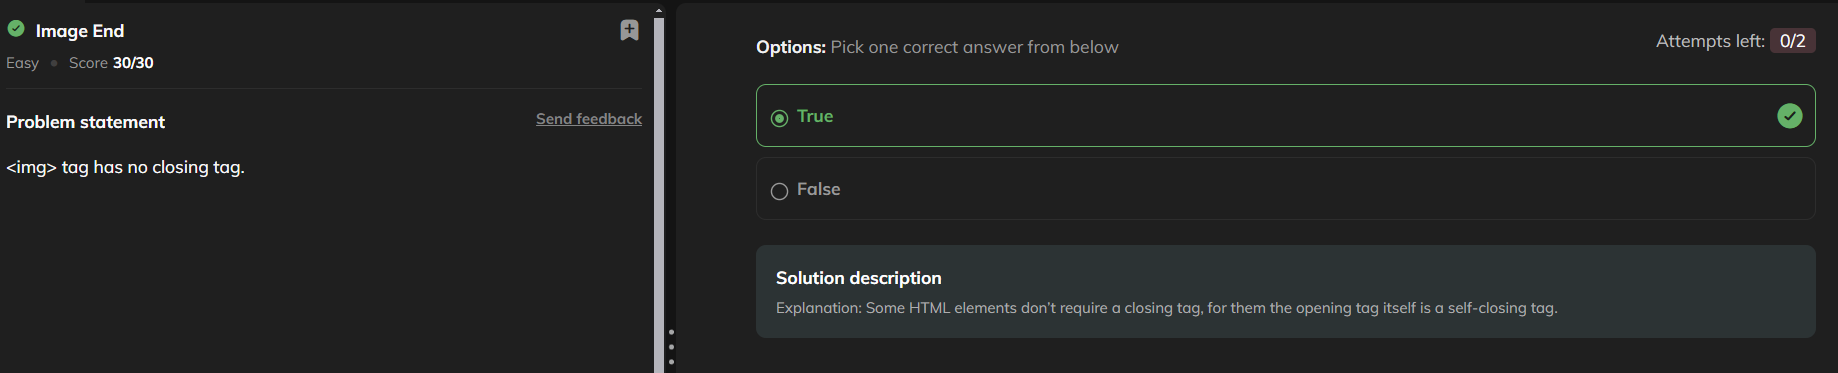 Image End
Easy • Score 30/30
Problem statement
Send feedback
<img> tag has no closing tag.
Options: Pick one correct answer from below
Attempts left: 0/2
True
False
Solution description
Explanation: Some HTML elements don't require a closing tag, for them the opening tag itself is a self-closing tag.